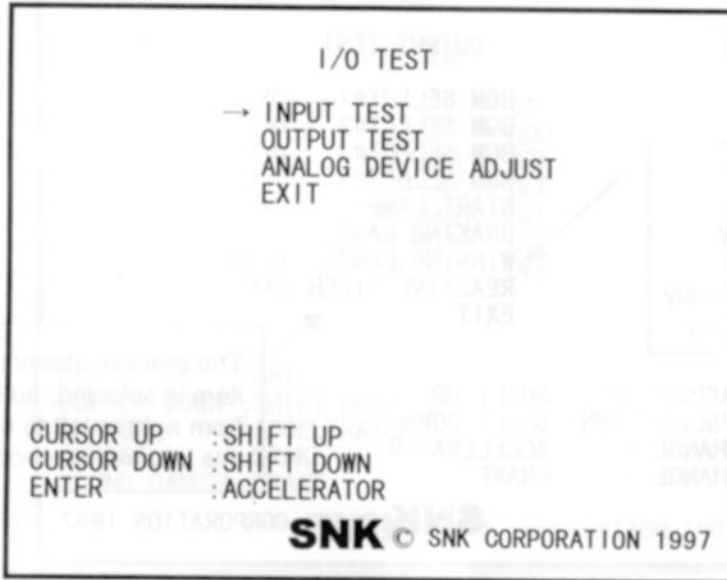 I/O TEST
→ INPUT TEST
OUTPUT TEST
ANALOG DEVICE ADJUST
EXIT
CURSOR UP : SHIFT UP
CURSOR DOWN : SHIFT DOWN
ENTER : ACCELERATOR
SNK © SNK CORPORATION 1997